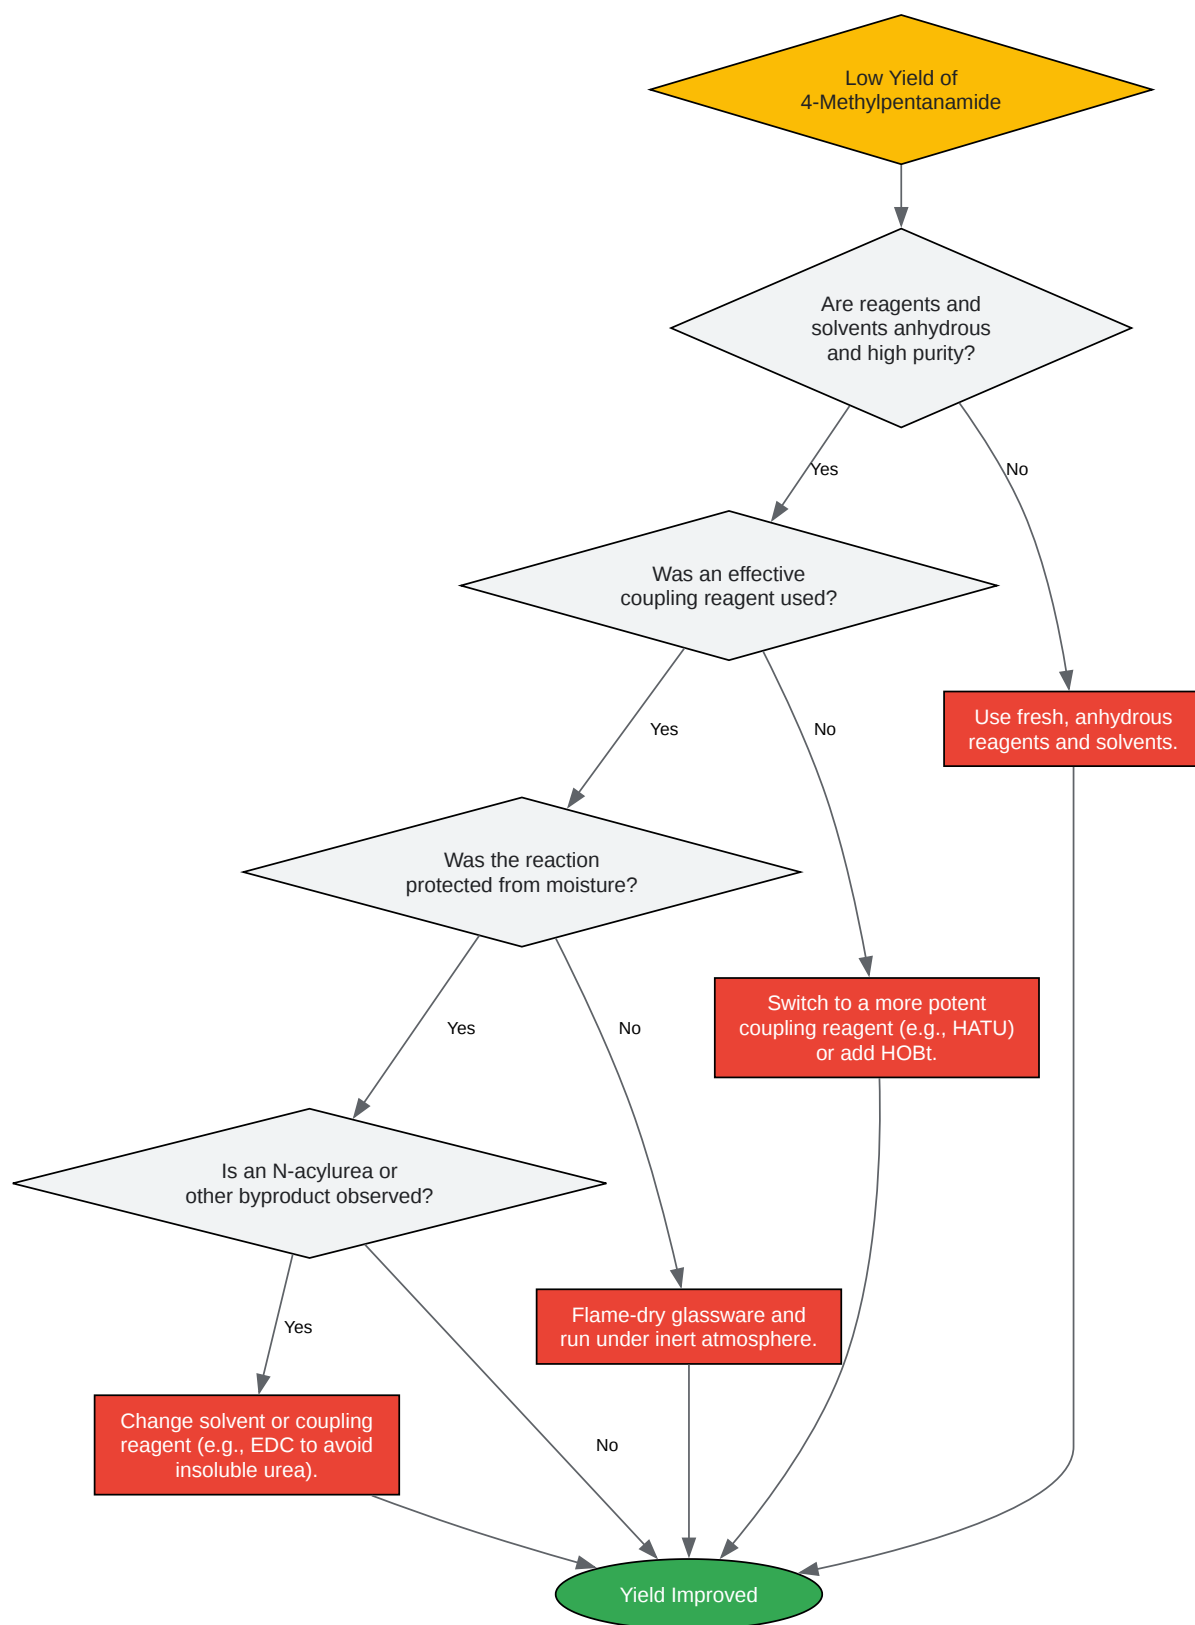 Low Yield of
4-Methylpentanamide
Are reagents and
solvents anhydrous
and high purity?
Yes
No
Was an effective
coupling reagent used?
Use fresh, anhydrous
reagents and solvents.
Yes
No
Was the reaction
protected from moisture?
Switch to a more potent
coupling reagent (e.g., HATU)
or add HOBt.
Yes
No
Is an N-acylurea or
other byproduct observed?
Flame-dry glassware and
run under inert atmosphere.
Yes
No
Change solvent or coupling
reagent (e.g., EDC to avoid
insoluble urea).
Yield Improved